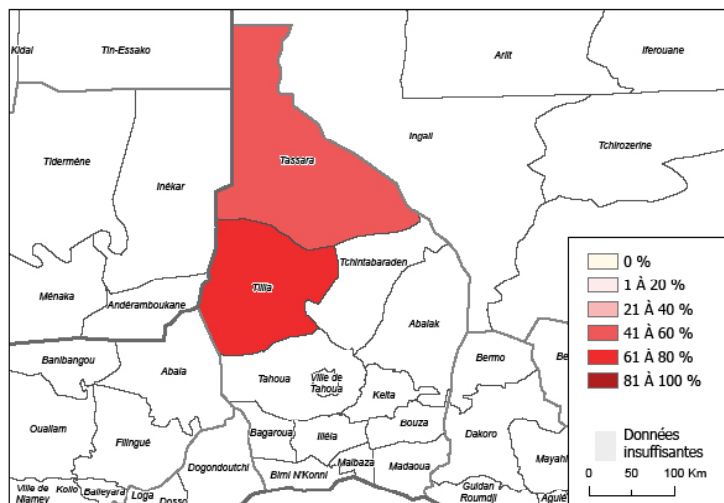 Kidal
Tin-Essako
Arlit
Iferouane
Ingall
Tchirozerine
Tidermène
Inékar
Tassara
Tchintabaraden
Tillia
Ménaka
Andéramboukane
Abalak
Banibangou
Abala
Bermo
Be
Tahoua
Ville de
Tahoua
Keita
Ouallam
Filingué
Bagaroua
Illéla
Bouza
Dakoro
Mayahi
Dogondoutchi
Birni N'Konni
Malbaza
Madaoua
Ville de
Niamey
Kollo
Balleyara
Loga
Dosso
Guidan
Roumdji
Aguié
0 %
1 À 20 %
21 À 40 %
41 À 60 %
61 À 80 %
81 À 100 %
Données
insuffisantes
0 50 100 Km